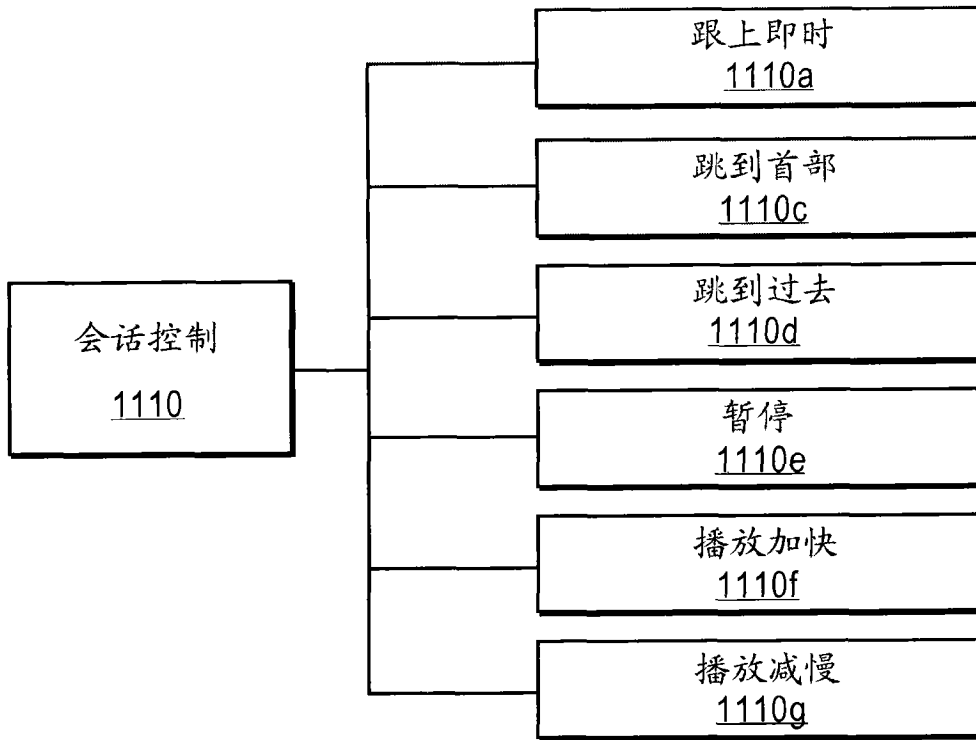 跟上即时
1110a
跳到首部
1110c
跳到过去
1110d
会话控制
1110
暂停
1110e
播放加快
1110f
播放减慢
1110g